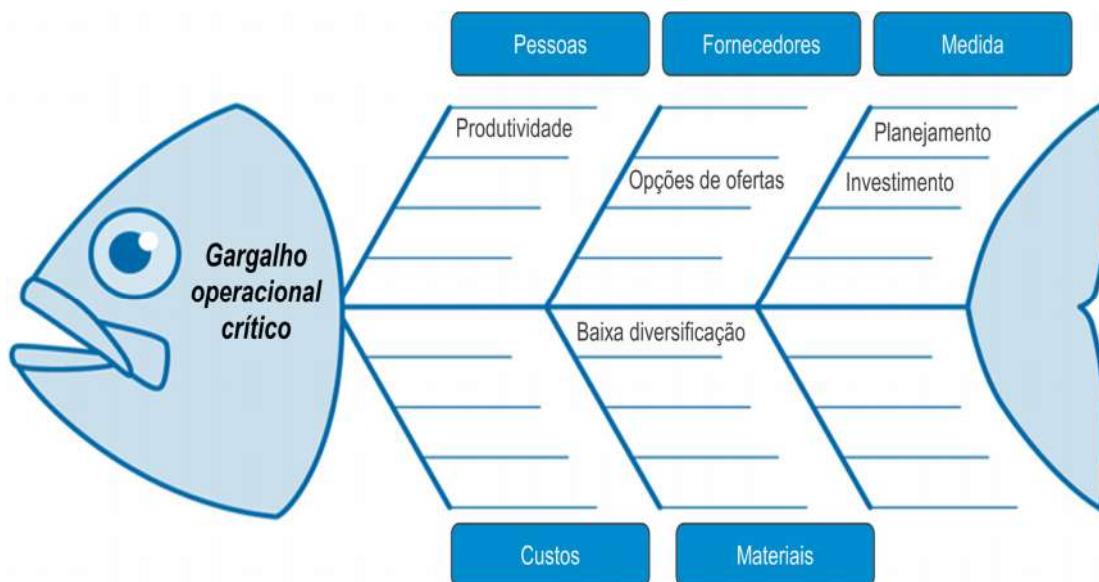 Pessoas
Fornecedores
Medida
Produtividade
Planejamento
Opções de ofertas
Investimento
Gargalho
operacional
crítico
Baixa diversificação
Custos
Materiais